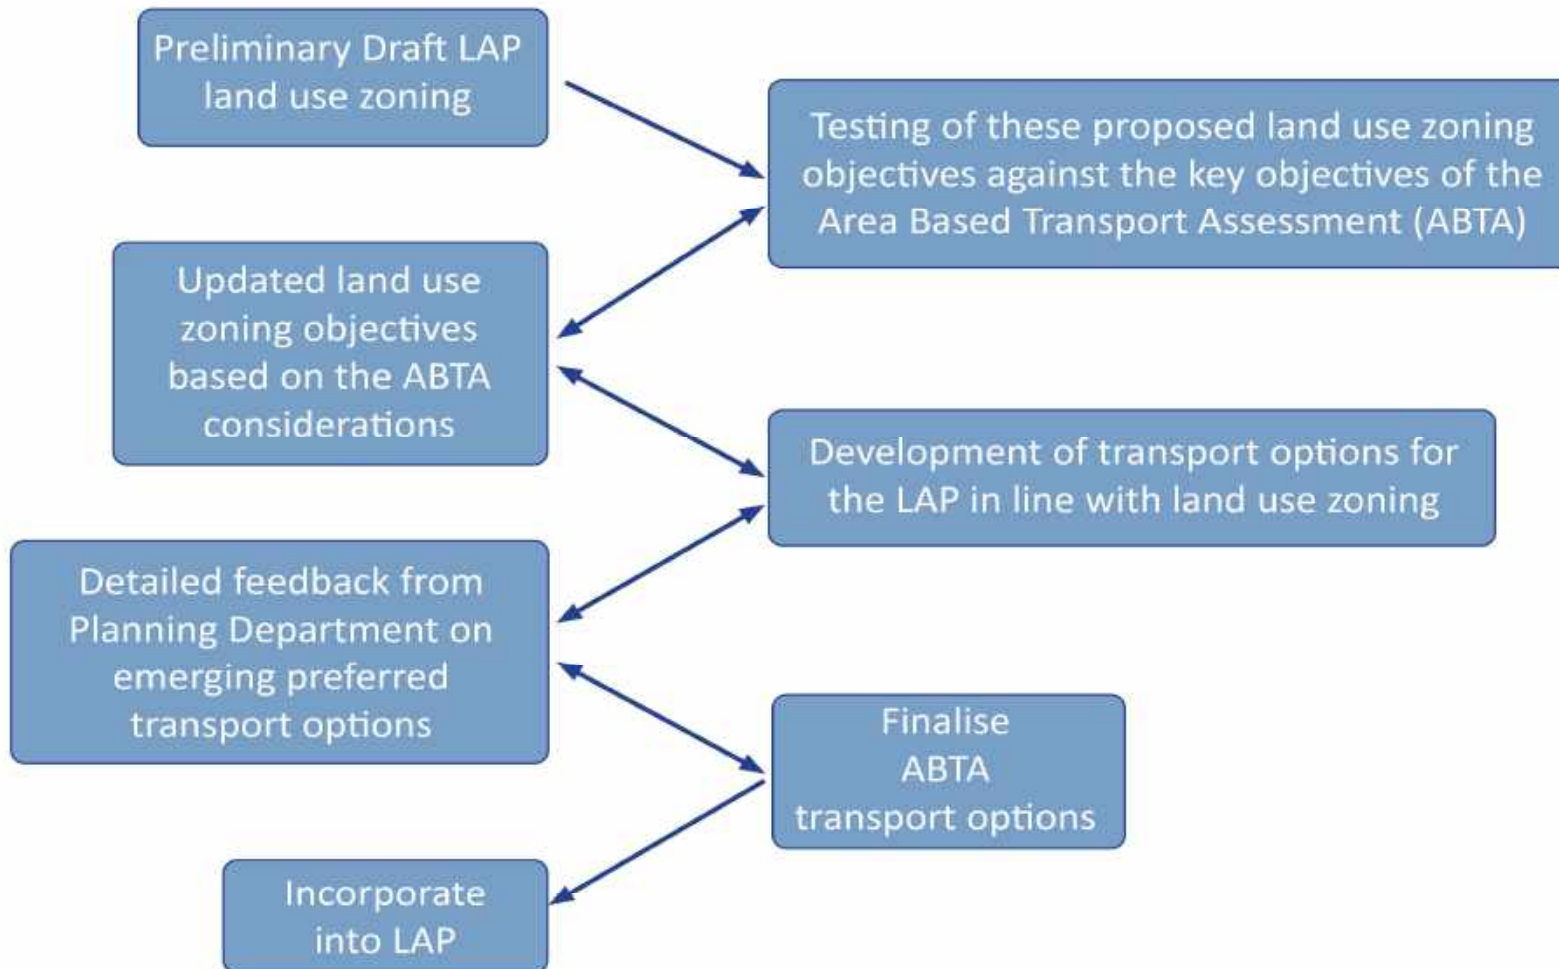 Preliminary Draft LAP
land use zoning
Testing of these proposed land use zoning
objectives against the key objectives of the
Area Based Transport Assessment (ABTA)
Updated land use
zoning objectives
based on the ABTA
considerations
Development of transport options for
the LAP in line with land use zoning
Detailed feedback from
Planning Department on
emerging preferred
transport options
Finalise
ABTA
transport options
Incorporate
into LAP